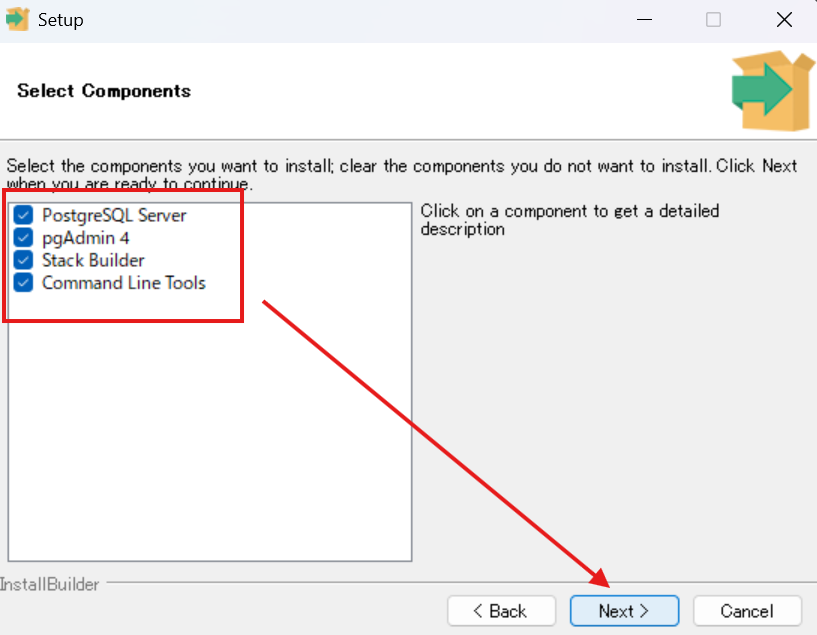 Setup
Select Components
Select the components you want to install; clear the components you do not want to install. Click Next
when you are ready to continue.
PostgreSQL Server
pgAdmin 4
Stack Builder
Command Line Tools
Click on a component to get a detailed
description
InstallBuilder
< Back
Next >
Cancel